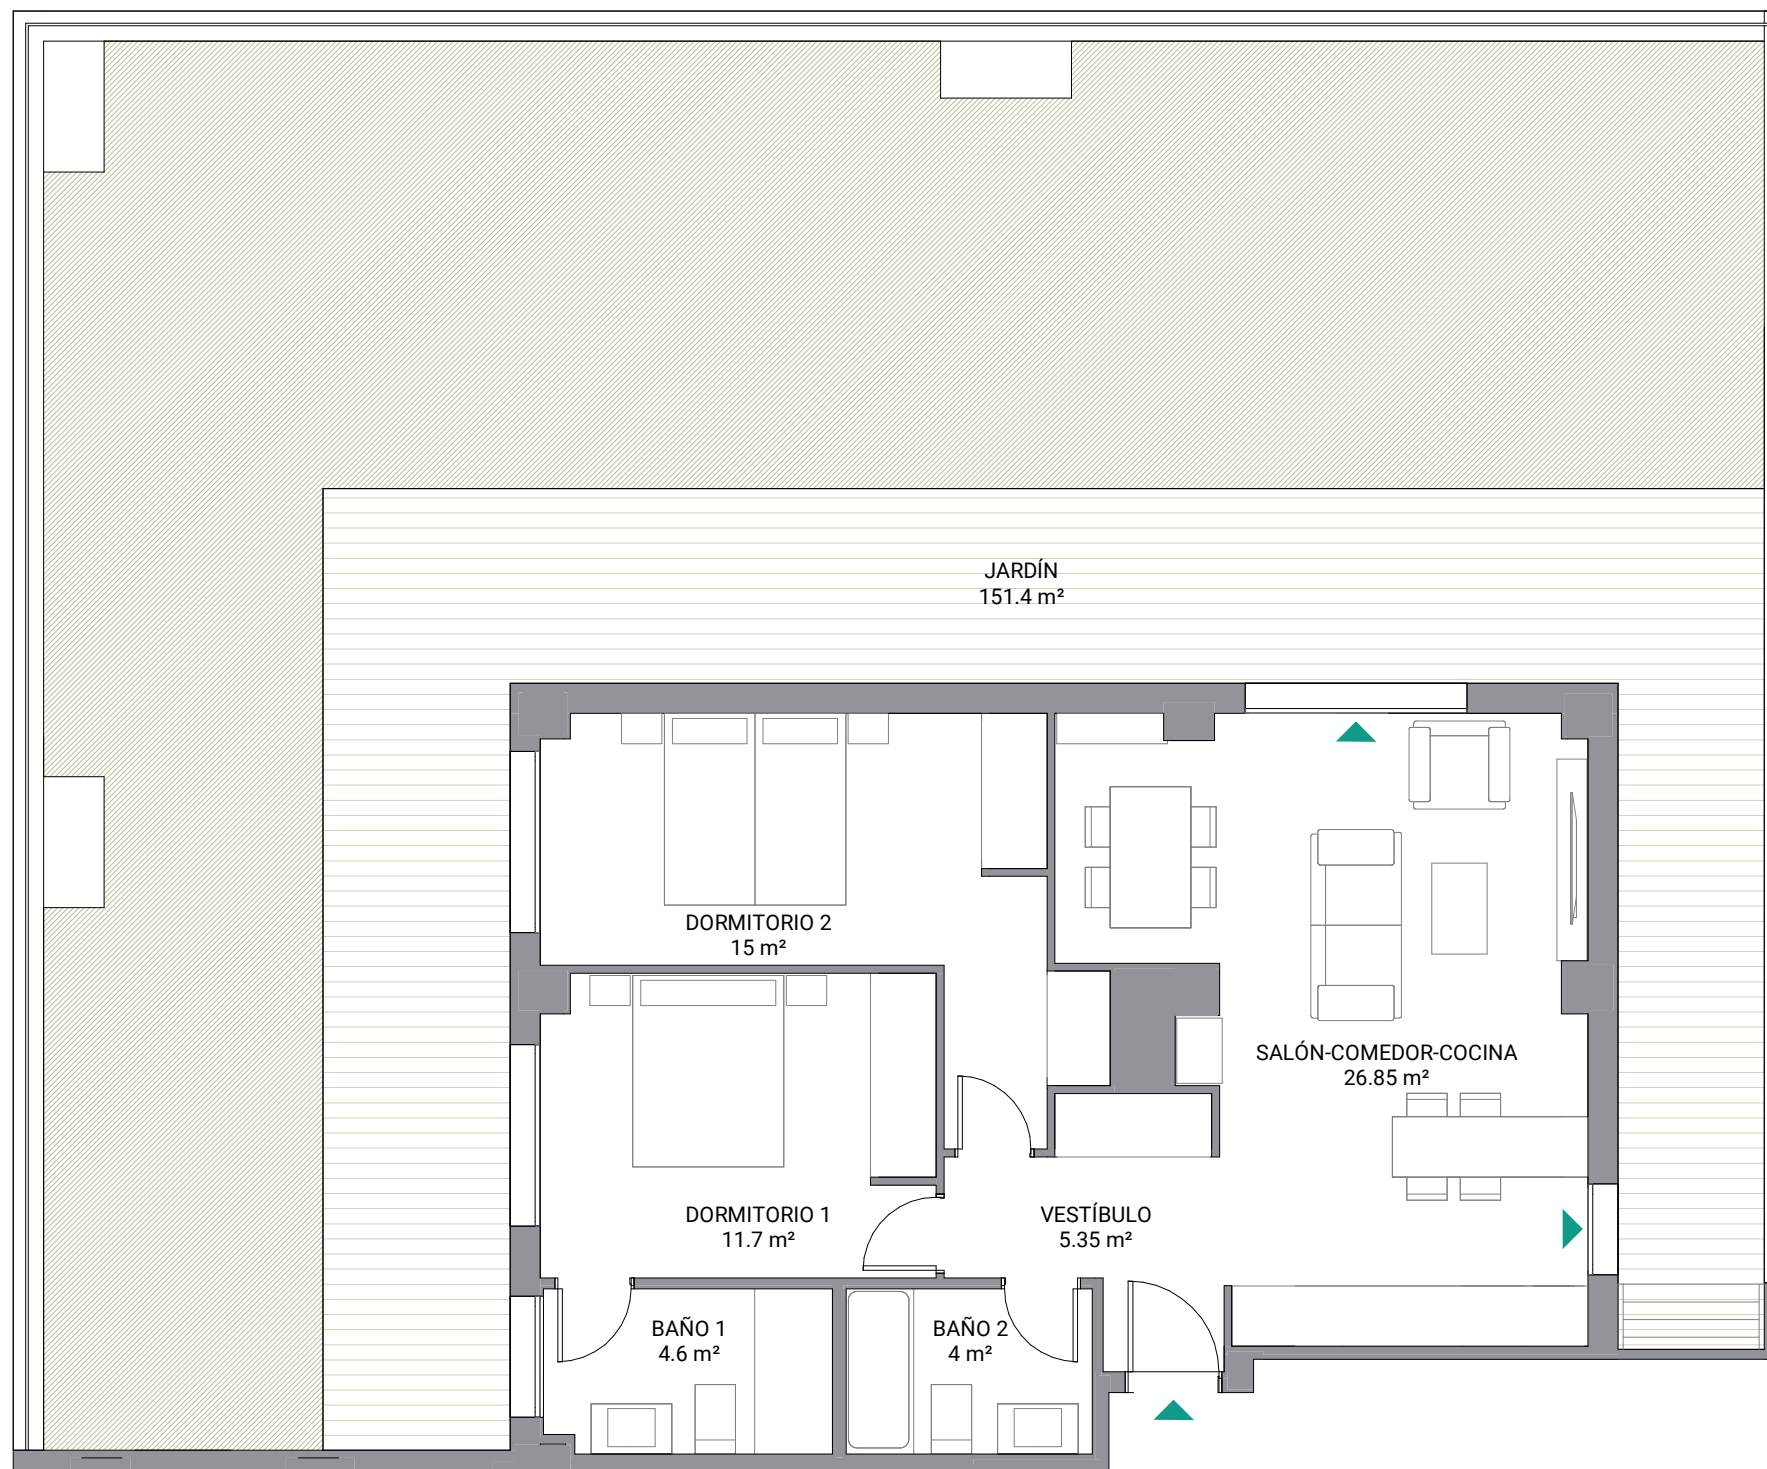 JARDÍN
151.4 m²
DORMITORIO 2
15 m²
SALÓN-COMEDOR-COCINA
26.85 m²
DORMITORIO 1
11.7 m²
VESTÍBULO
5.35 m²
BAÑO 1
4.6 m²
BAÑO 2
4 m²